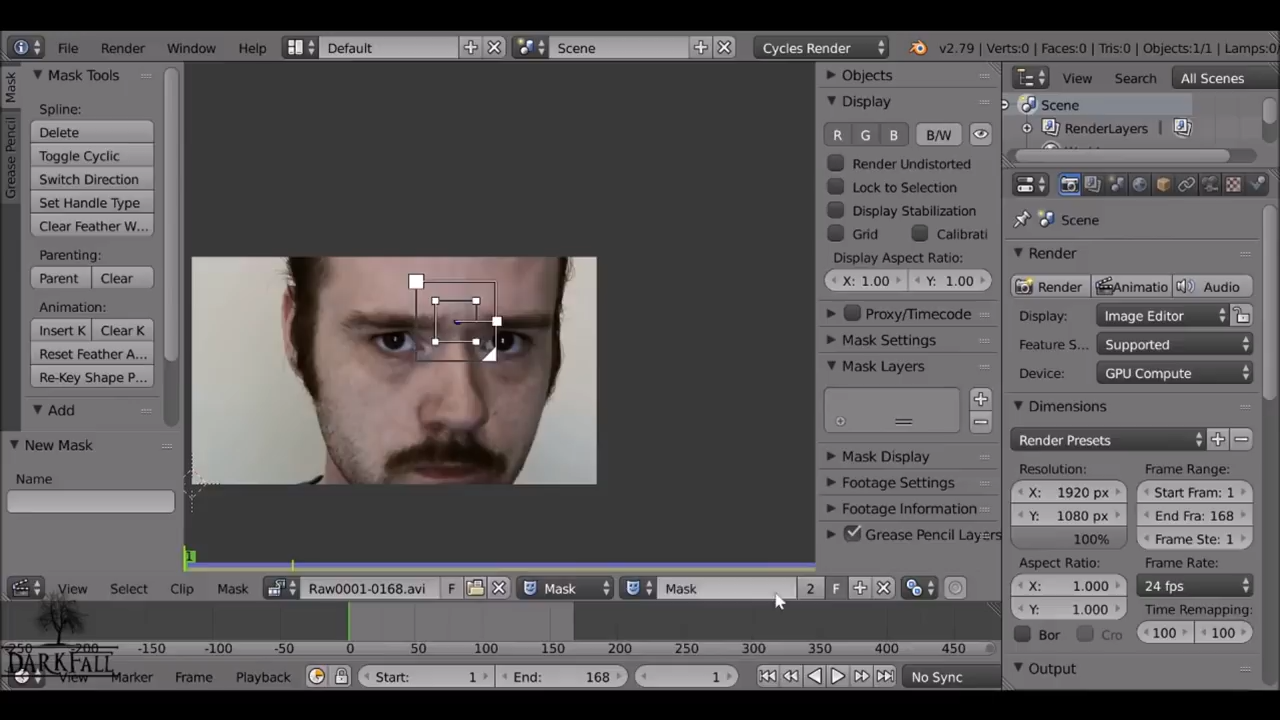 File Render Window Help Default Scene Cycles Render v2.79 | Verts:0 | Faces:0 | Tris:0 | Objects:1/1 | Lamps:0/
Mask
Grease Pencil
Mask Tools
Spline:
Delete
Toggle Cyclic
Switch Direction
Set Handle Type
Clear Feather W...
Parenting:
Parent Clear
Animation:
Insert K Clear K
Reset Feather A...
Re-Key Shape P...
Add
New Mask
Name
Objects
Display
R G B B/W
Render Undistorted
Lock to Selection
Display Stabilization
Grid Calibrati
Display Aspect Ratio:
X: 1.00 Y: 1.00
Proxy/Timecode
Mask Settings
Mask Layers
Mask Display
Footage Settings
Footage Information
Grease Pencil Layers
View Search All Scenes
Scene
RenderLayers
Scene
Render
Render Animatio Audio
Display: Image Editor
Feature S... Supported
Device: GPU Compute
Dimensions
Render Presets
Resolution: Frame Range:
X: 1920 px Start Fram: 1
Y: 1080 px End Fra: 168
100% Frame Ste: 1
Aspect Ratio: Frame Rate:
X: 1.000 24 fps
Y: 1.000 Time Remapping:
Bor Cro 100 100
Output
1
View Select Clip Mask Raw0001-0168.avi F Mask Mask 2 F
-250 -200 50 0 50 100 150 200 250 300 350 400 450
DARKFALL
View Marker Frame Playback Start: 1 End: 168 1 No Sync